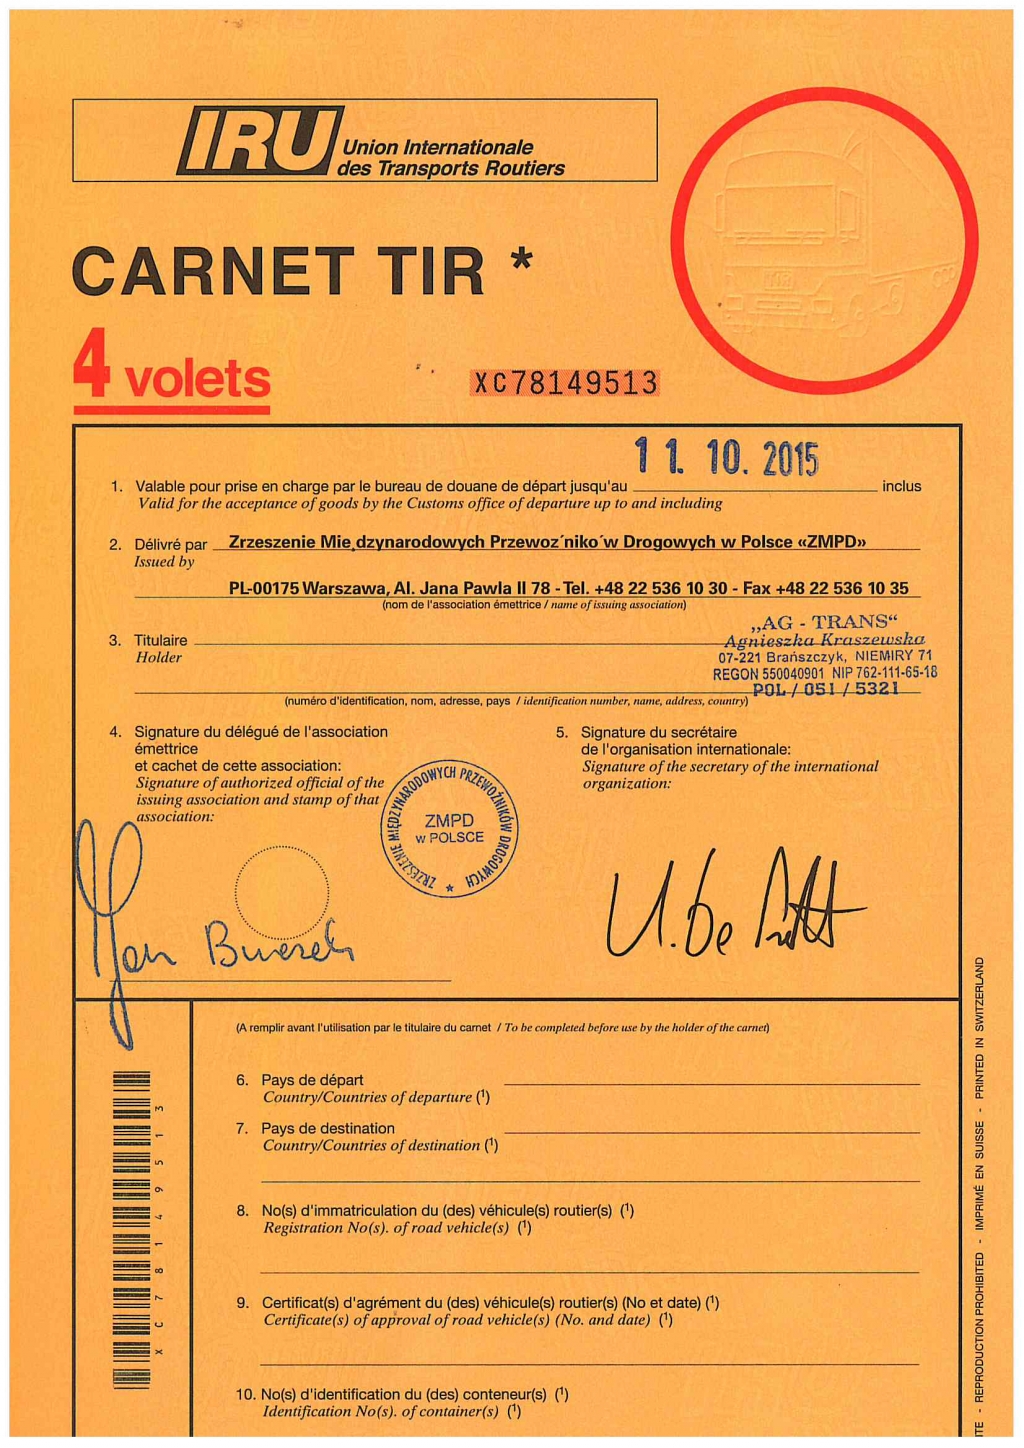 IRU Union Internationale
des Transports Routiers
CARNET TIR *
4 volets
XC78149513
11. 10. 2015
1. Valable pour prise en charge par le bureau de douane de départ jusqu'au inclus
Valid for the acceptance of goods by the Customs office of departure up to and including
2. Délivré par Zrzeszenie Mie¸dzynarodowych Przewoz´niko´w Drogowych w Polsce «ZMPD»
Issued by
PL-00175 Warszawa, Al. Jana Pawla II 78 - Tel. +48 22 536 10 30 - Fax +48 22 536 10 35
(nom de l'association émettrice / name of issuing association)
3. Titulaire
Holder
„AG - TRANS“
Agnieszka Kraszewska
07-221 Brańszczyk, NIEMIRY 71
REGON 550040901 NIP 762-111-65-18
POL / 051 / 5321
(numéro d'identification, nom, adresse, pays / identification number, name, address, country)
4. Signature du délégué de l'association
émettrice
et cachet de cette association:
Signature of authorized official of the
issuing association and stamp of that
association:
ZRZESZENIE MIĘDZYNARODOWYCH PRZEWOŹNIKÓW DROGOWYCH *
ZMPD
w POLSCE
5. Signature du secrétaire
de l'organisation internationale:
Signature of the secretary of the international
organization:
Jan
(A remplir avant l'utilisation par le titulaire du carnet / To be completed before use by the holder of the carnet)
6. Pays de départ
Country/Countries of departure (¹)
7. Pays de destination
Country/Countries of destination (¹)
8. No(s) d'immatriculation du (des) véhicule(s) routier(s) (¹)
Registration No(s). of road vehicle(s) (¹)
9. Certificat(s) d'agrément du (des) véhicule(s) routier(s) (No et date) (¹)
Certificate(s) of approval of road vehicle(s) (No. and date) (¹)
10. No(s) d'identification du (des) conteneur(s) (¹)
Identification No(s). of container(s) (¹)
XC78149513
- REPRODUCTION PROHIBITED - IMPRIMÉ EN SUISSE - PRINTED IN SWITZERLAND